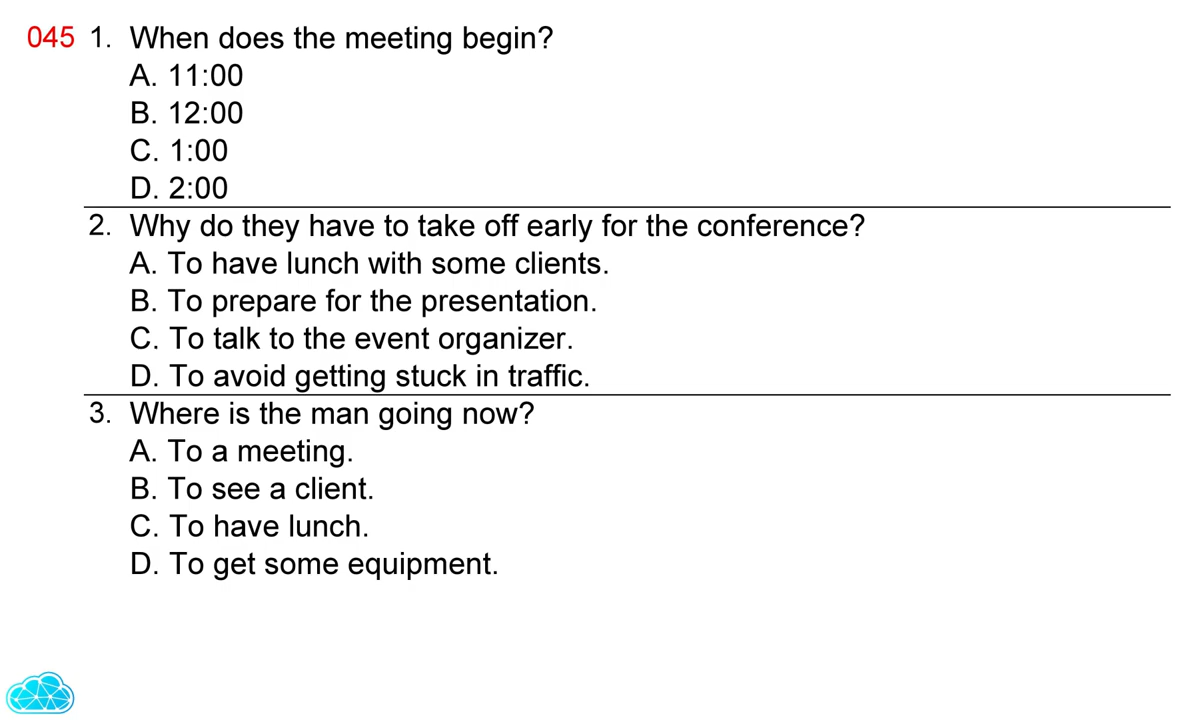 045 1. When does the meeting begin?
A. 11:00
B. 12:00
C. 1:00
D. 2:00
2. Why do they have to take off early for the conference?
A. To have lunch with some clients.
B. To prepare for the presentation.
C. To talk to the event organizer.
D. To avoid getting stuck in traffic.
3. Where is the man going now?
A. To a meeting.
B. To see a client.
C. To have lunch.
D. To get some equipment.